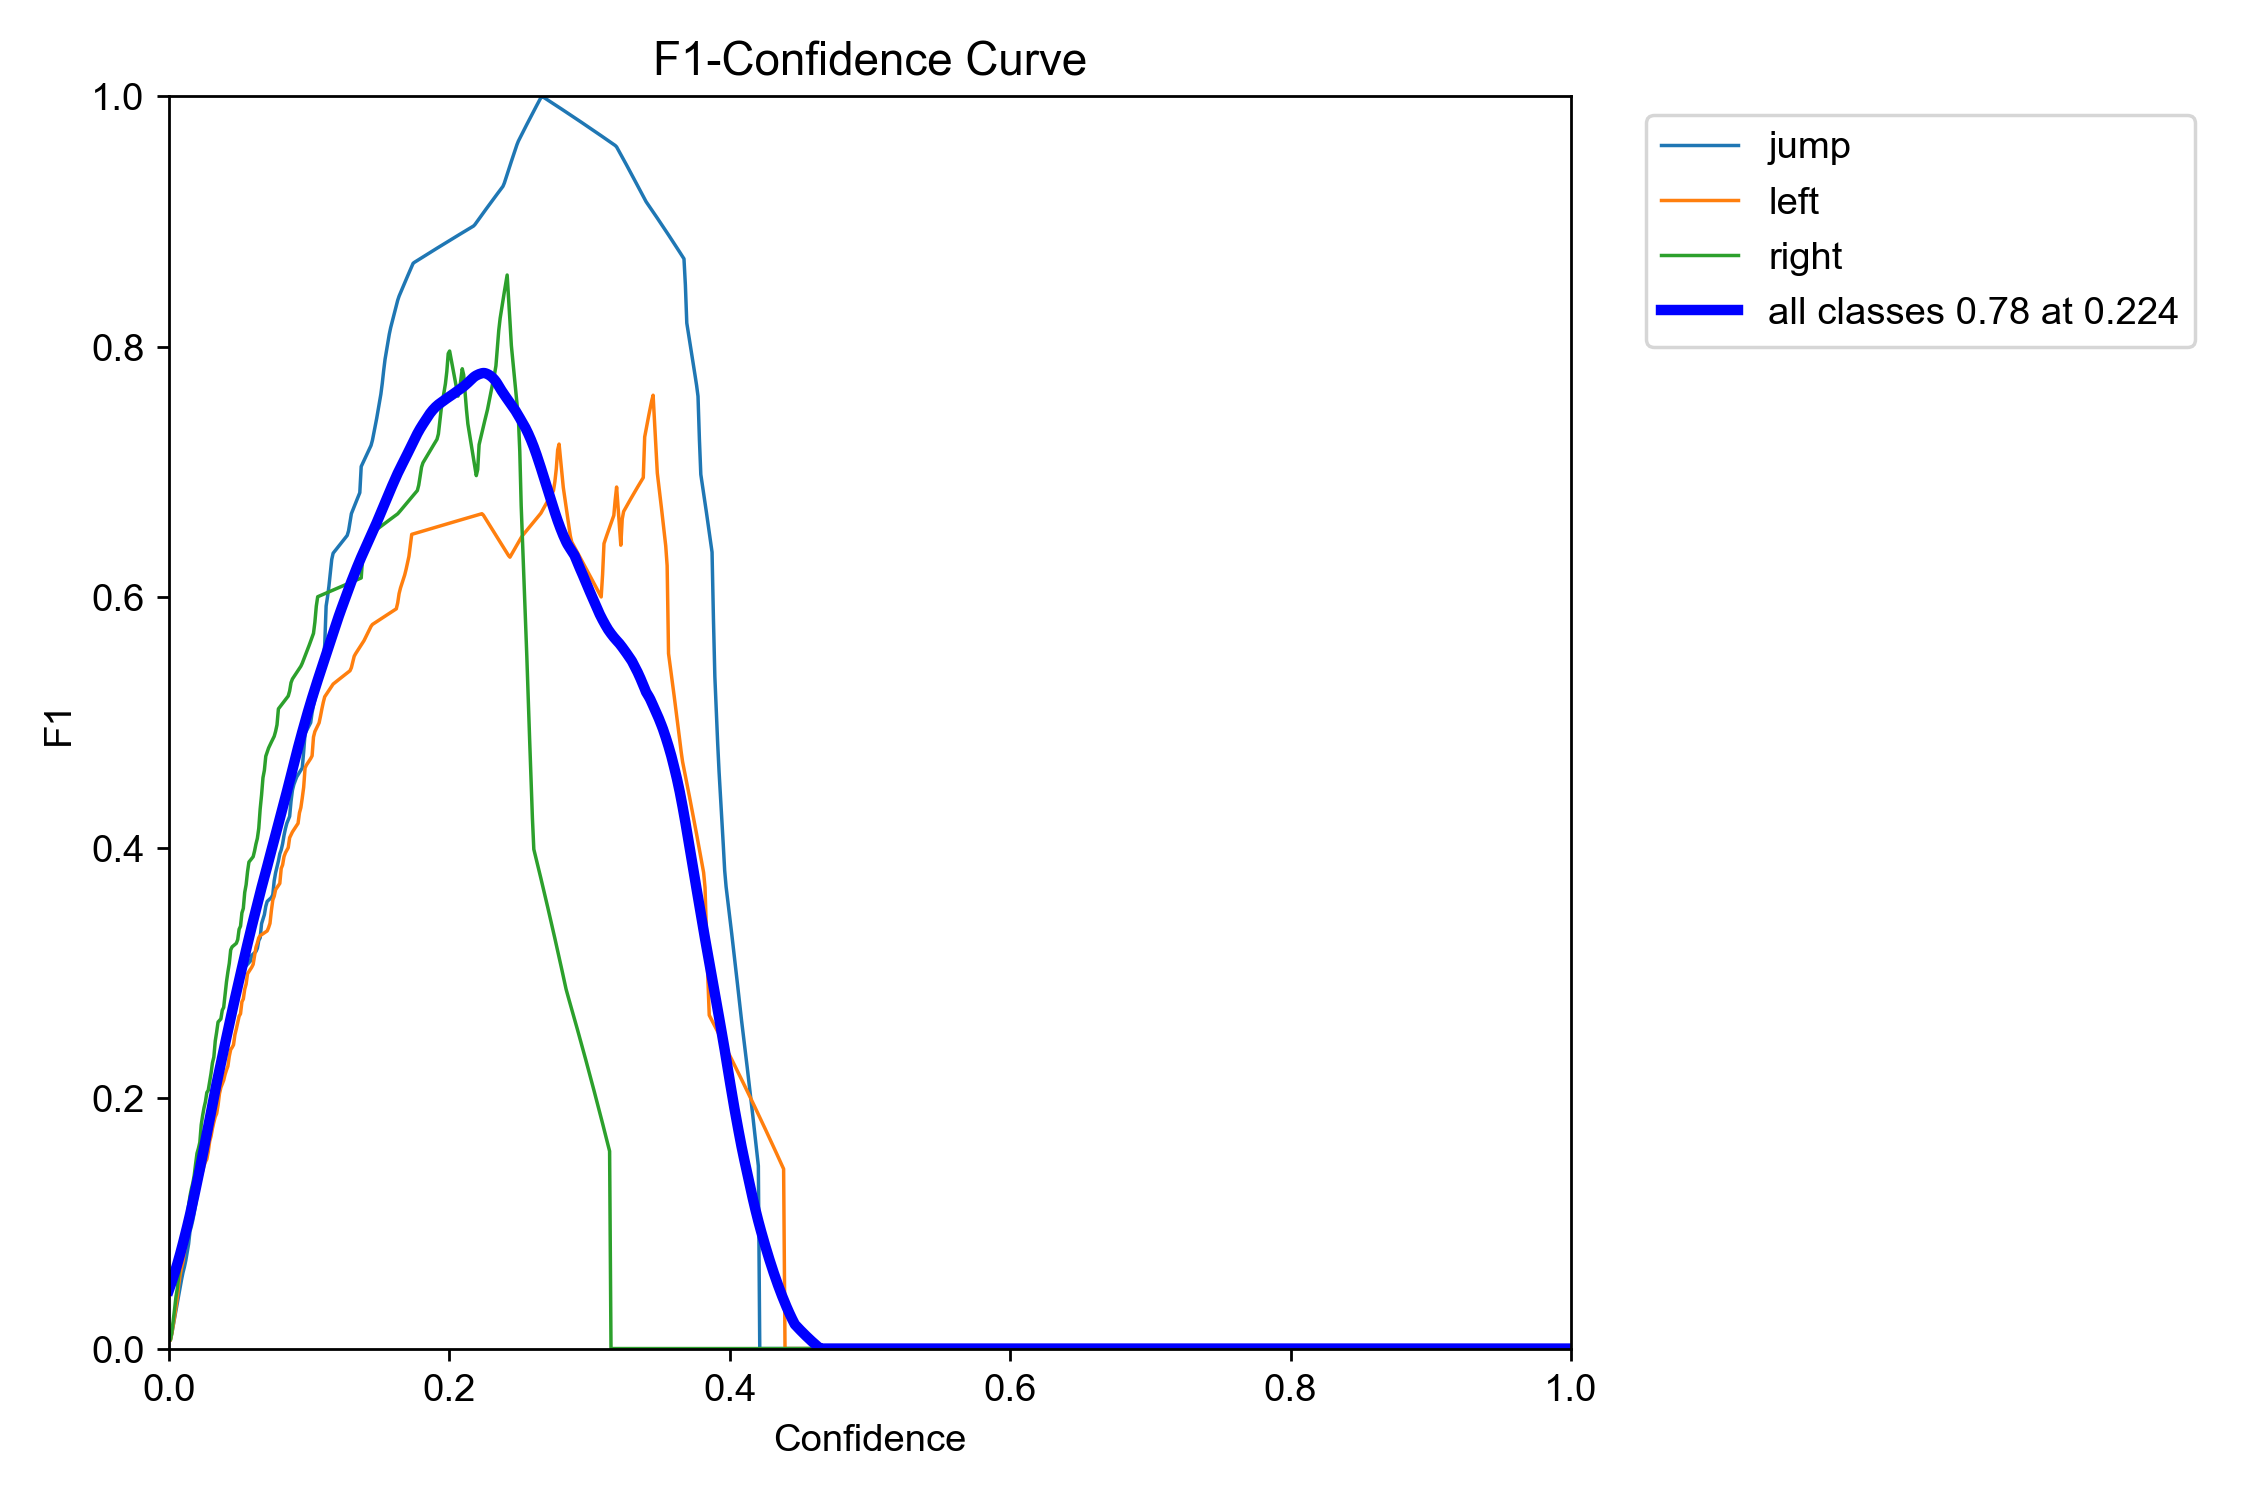 F1-Confidence Curve
1.0
0.8
0.6
0.4
0.2
0.0
F1
0.0 0.2 0.4 0.6 0.8 1.0
Confidence
jump
left
right
all classes 0.78 at 0.224